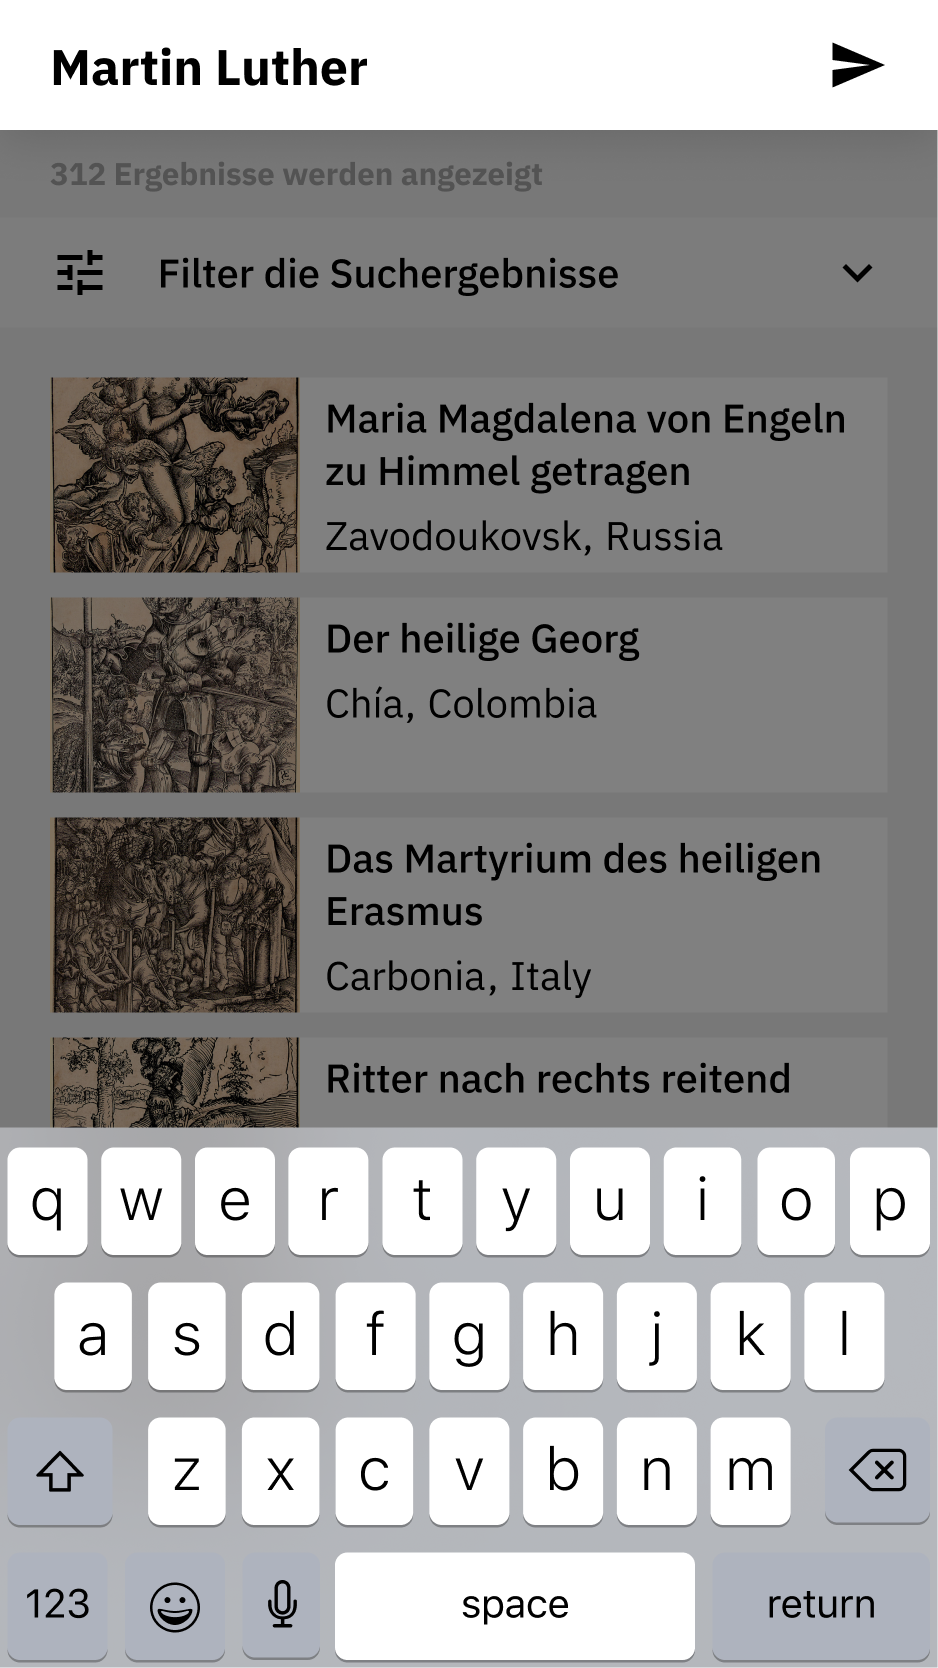 Martin Luther
312 Ergebnisse werden angezeigt
Filter die Suchergebnisse
Maria Magdalena von Engeln
zu Himmel getragen
Zavodoukovsk, Russia
Der heilige Georg
Chía, Colombia
Das Martyrium des heiligen
Erasmus
Carbonia, Italy
Ritter nach rechts reitend
q w e r t y u i o p
a s d f g h j k l
z x c v b n m
123 space return